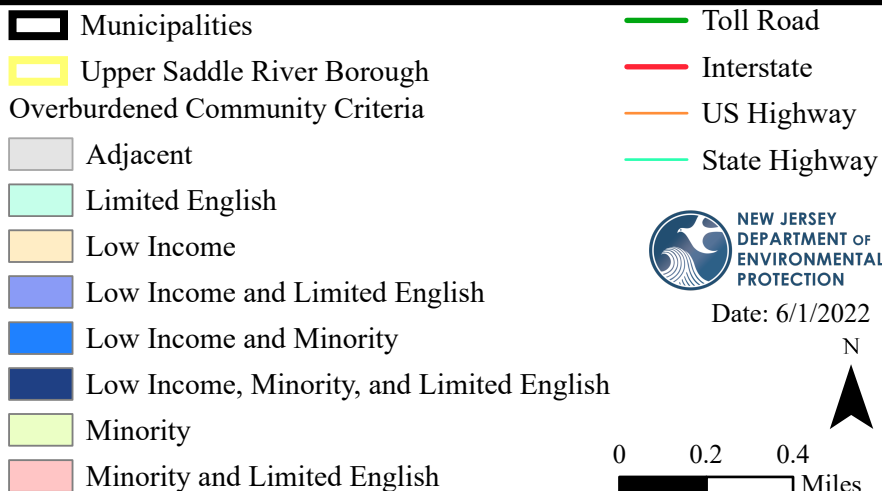 Municipalities
Upper Saddle River Borough
Overburdened Community Criteria
Adjacent
Limited English
Low Income
Low Income and Limited English
Low Income and Minority
Low Income, Minority, and Limited English
Minority
Minority and Limited English
Toll Road
Interstate
US Highway
State Highway
NEW JERSEY
DEPARTMENT OF
ENVIRONMENTAL
PROTECTION
Date: 6/1/2022
N
0 0.2 0.4
Miles